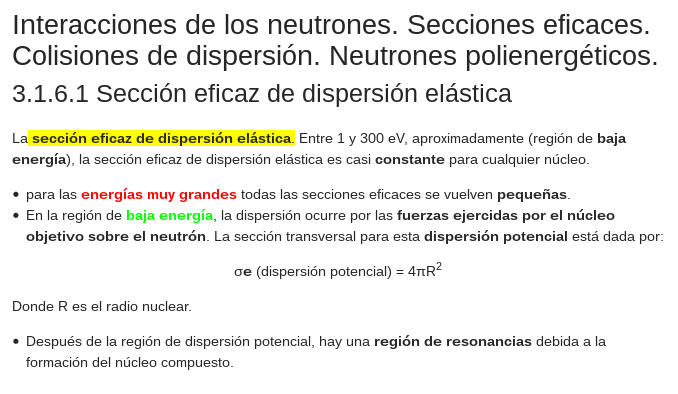 Interacciones de los neutrones. Secciones eficaces.
Colisiones de dispersión. Neutrones polienergéticos.
3.1.6.1 Sección eficaz de dispersión elástica
La sección eficaz de dispersión elástica. Entre 1 y 300 eV, aproximadamente (región de baja
energía), la sección eficaz de dispersión elástica es casi constante para cualquier núcleo.
• para las energías muy grandes todas las secciones eficaces se vuelven pequeñas.
• En la región de baja energía, la dispersión ocurre por las fuerzas ejercidas por el núcleo
objetivo sobre el neutrón. La sección transversal para esta dispersión potencial está dada por:
σe (dispersión potencial) = 4πR²
Donde R es el radio nuclear.
• Después de la región de dispersión potencial, hay una región de resonancias debida a la
formación del núcleo compuesto.